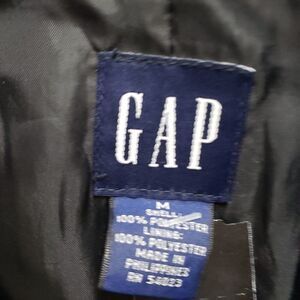 GAP
M
SHELL:
100% POLYESTER
LINING:
100% POLYESTER
MADE IN
PHILIPPINES
RN 54023